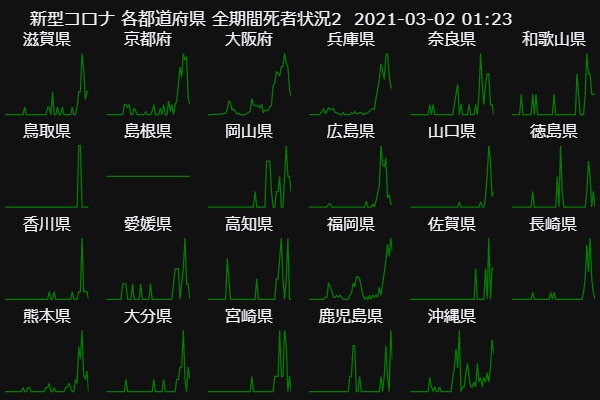 新型コロナ 各都道府県 全期間死者状況2 2021-03-02 01:23
滋賀県 京都府 大阪府 兵庫県 奈良県 和歌山県
鳥取県 島根県 岡山県 広島県 山口県 徳島県
香川県 愛媛県 高知県 福岡県 佐賀県 長崎県
熊本県 大分県 宮崎県 鹿児島県 沖縄県